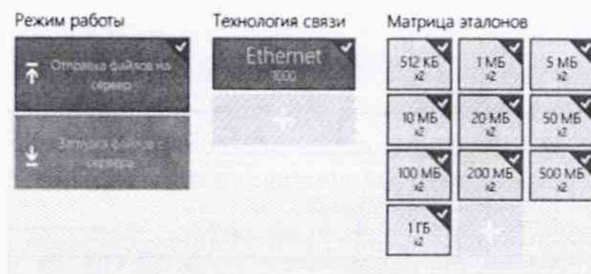 Режим работы
Отправка файлов на
сервер
Загрузка файлов с
сервера
Технология связи
Ethernet
1000
Матрица эталонов
512 КБ
x2
1 МБ
x2
5 МБ
x2
10 МБ
x2
20 МБ
x2
50 МБ
x2
100 МБ
x2
200 МБ
x2
500 МБ
x2
1 ГБ
x2